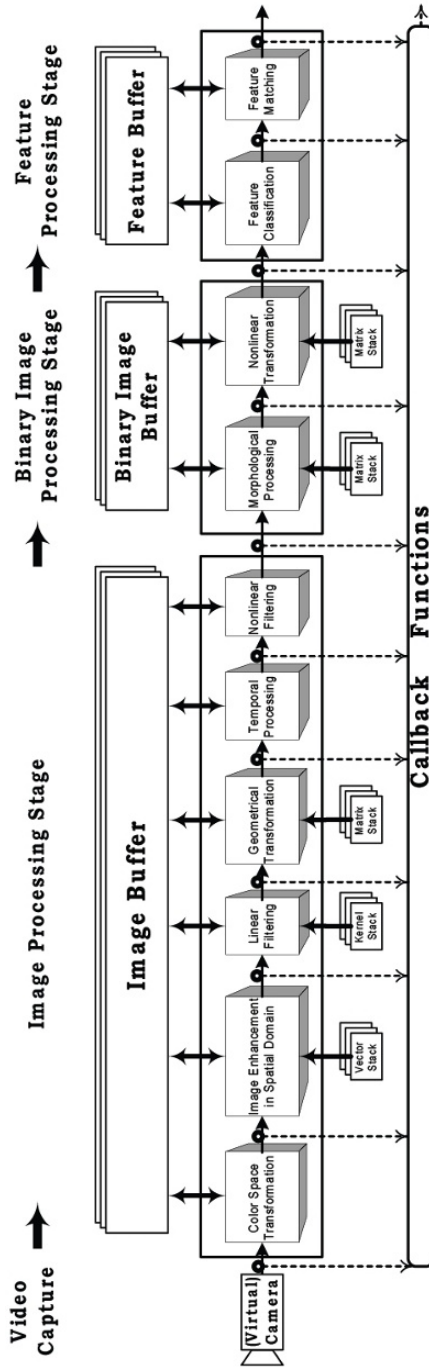 Video
Capture
Image Processing Stage
Binary Image
Processing Stage
Feature
Processing Stage
Image Buffer
Binary Image
Buffer
Feature Buffer
(Virtual)
Camera
Color Space
Transformation
Image Enhancement
in Spatial Domain
Linear
Filtering
Geometrical
Transformation
Temporal
Processing
Nonlinear
Filtering
Morphological
Processing
Nonlinear
Transformation
Feature
Classification
Feature
Matching
Vector
Stack
Kernel
Stack
Matrix
Stack
Matrix
Stack
Matrix
Stack
Callback Functions